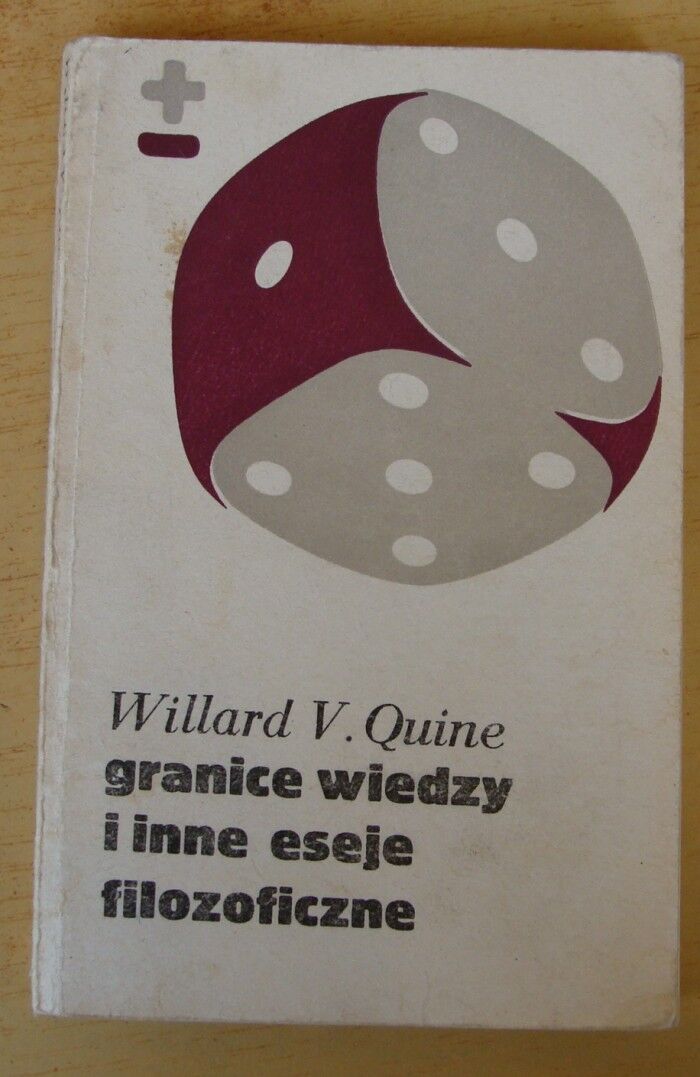 Willard V. Quine
granice wiedzy
i inne eseje
filozoficzne